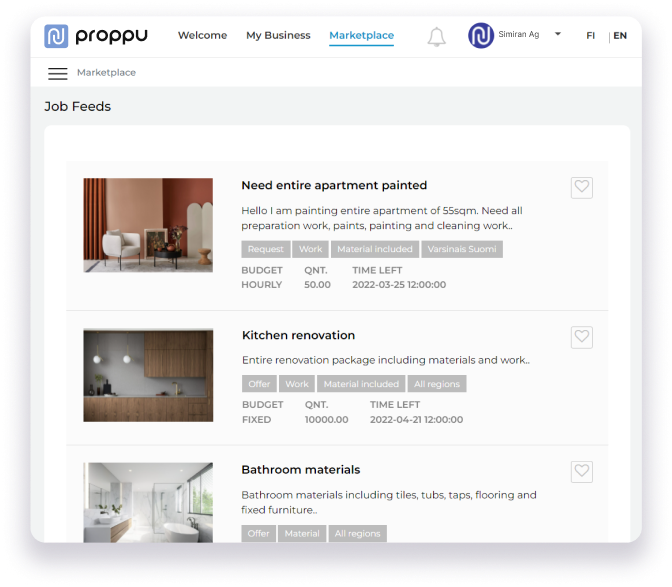 proppu
Welcome My Business Marketplace
Simiran Ag
FI | EN
Marketplace
Job Feeds
Need entire apartment painted
Hello I am painting entire apartment of 55sqm. Need all
preparation work, paints, painting and cleaning work..
Request Work Material included Varsinais Suomi
BUDGET QNT. TIME LEFT
HOURLY 50.00 2022-03-25 12:00:00
Kitchen renovation
Entire renovation package including materials and work..
Offer Work Material included All regions
BUDGET QNT. TIME LEFT
FIXED 10000.00 2022-04-21 12:00:00
Bathroom materials
Bathroom materials including tiles, tubs, taps, flooring and
fixed furniture..
Offer Material All regions